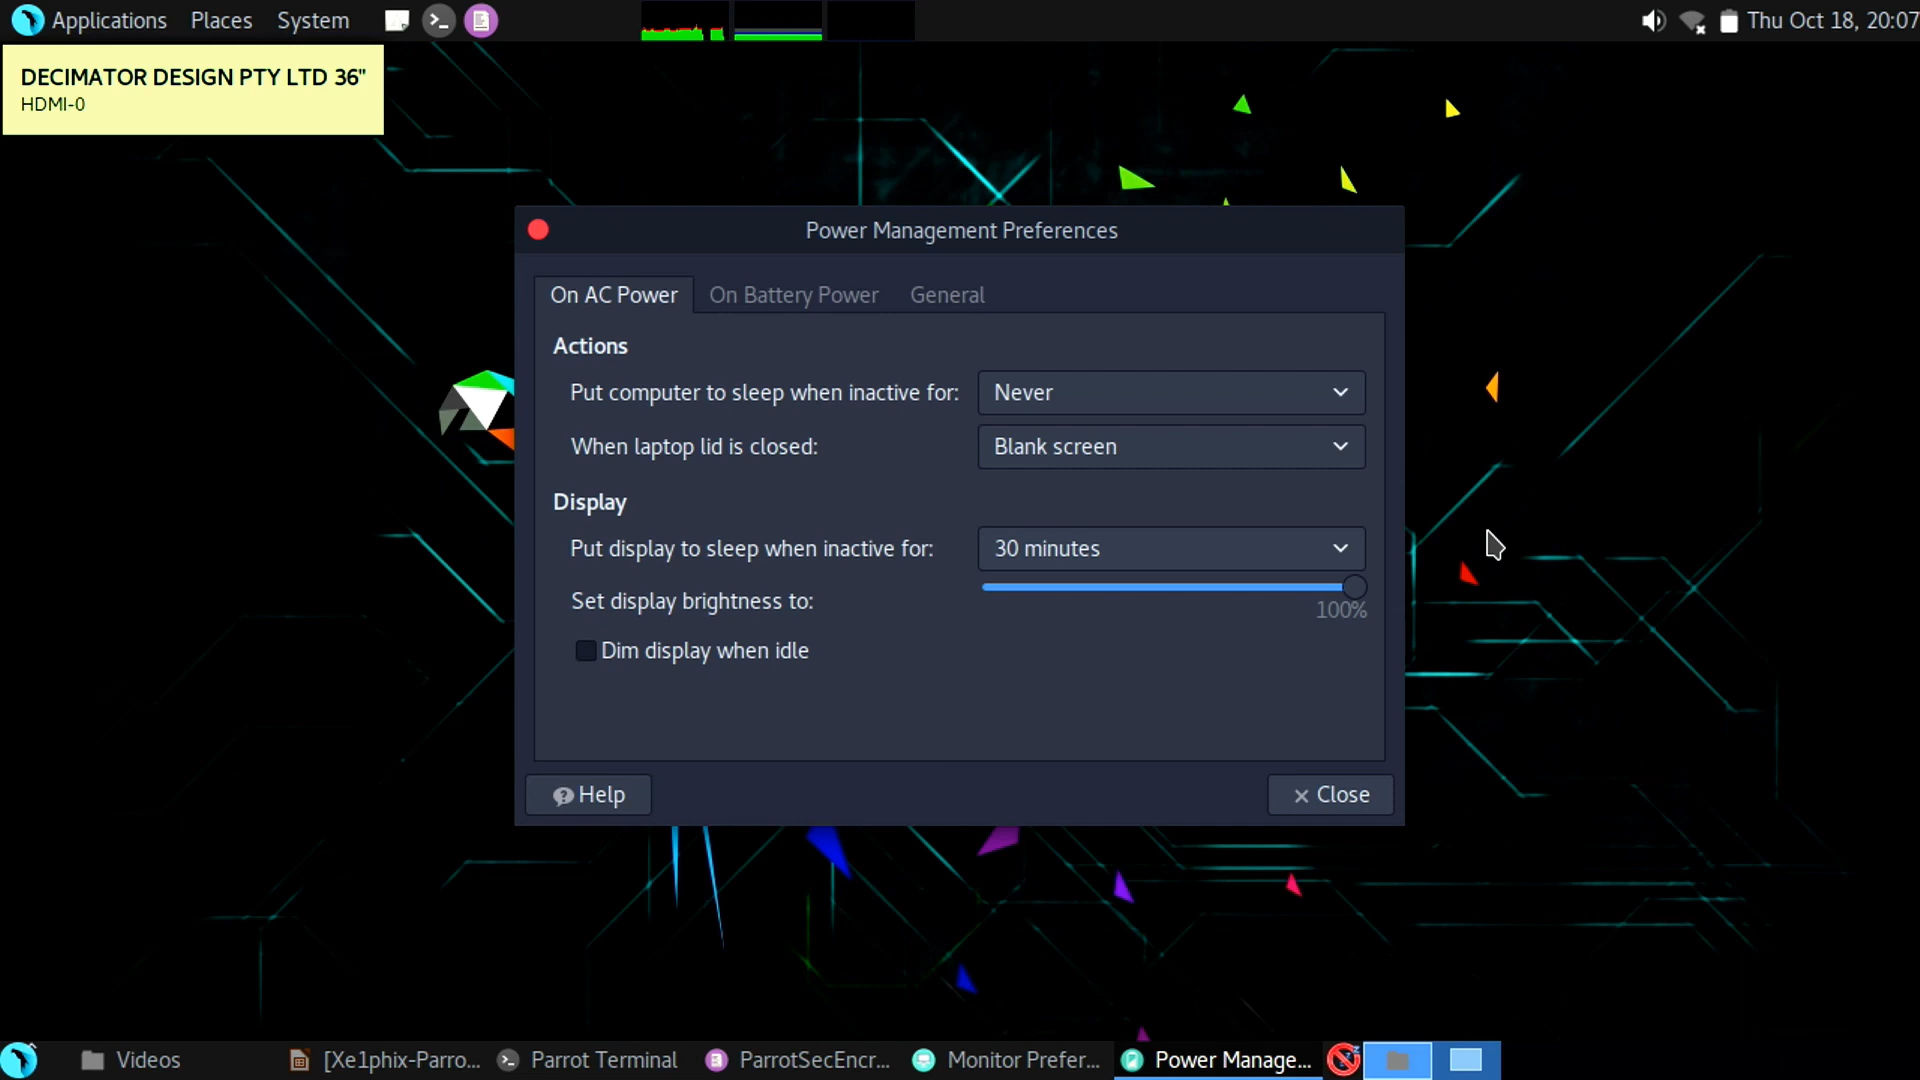 Applications Places System
Thu Oct 18, 20:07
DECIMATOR DESIGN PTY LTD 36"
HDMI-0
Power Management Preferences
On AC Power On Battery Power General
Actions
Put computer to sleep when inactive for: Never
When laptop lid is closed: Blank screen
Display
Put display to sleep when inactive for: 30 minutes
Set display brightness to:
100%
Dim display when idle
Help Close
Videos [Xe1phix-Parro... Parrot Terminal ParrotSecEncr... Monitor Prefer... Power Manage...